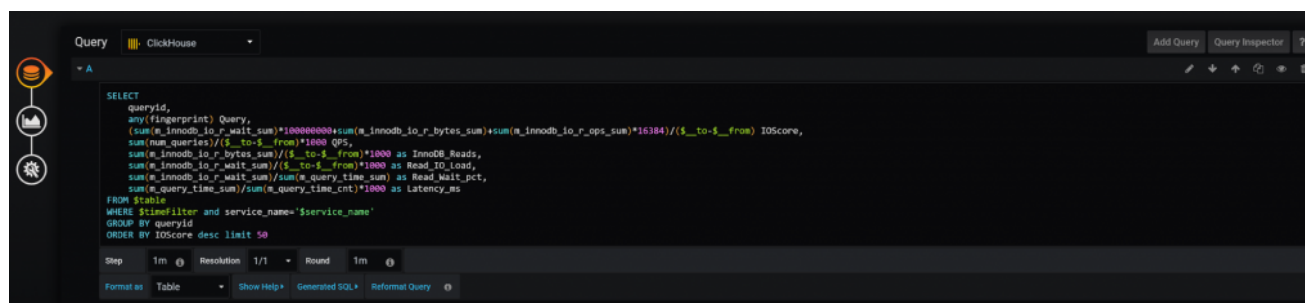 Query ClickHouse Add Query Query Inspector ?
A
SELECT
queryid,
any(fingerprint) Query,
(sum(m_innodb_io_r_wait_sum)*100000000+sum(m_innodb_io_r_bytes_sum)+sum(m_innodb_io_r_ops_sum)*16384)/($__to-$__from) IOScore,
sum(num_queries)/($__to-$__from)*1000 QPS,
sum(m_innodb_io_r_bytes_sum)/($__to-$__from)*1000 as InnoDB_Reads,
sum(m_innodb_io_r_wait_sum)/($__to-$__from)*1000 as Read_IO_Load,
sum(m_innodb_io_r_wait_sum)/sum(m_query_time_sum) as Read_Wait_pct,
sum(m_query_time_sum)/sum(m_query_time_cnt)*1000 as Latency_ms
FROM $table
WHERE $timeFilter and service_name='$service_name'
GROUP BY queryid
ORDER BY IOScore desc limit 50
Step 1m Resolution 1/1 Round 1m
Format as Table Show Help Generated SQL Reformat Query